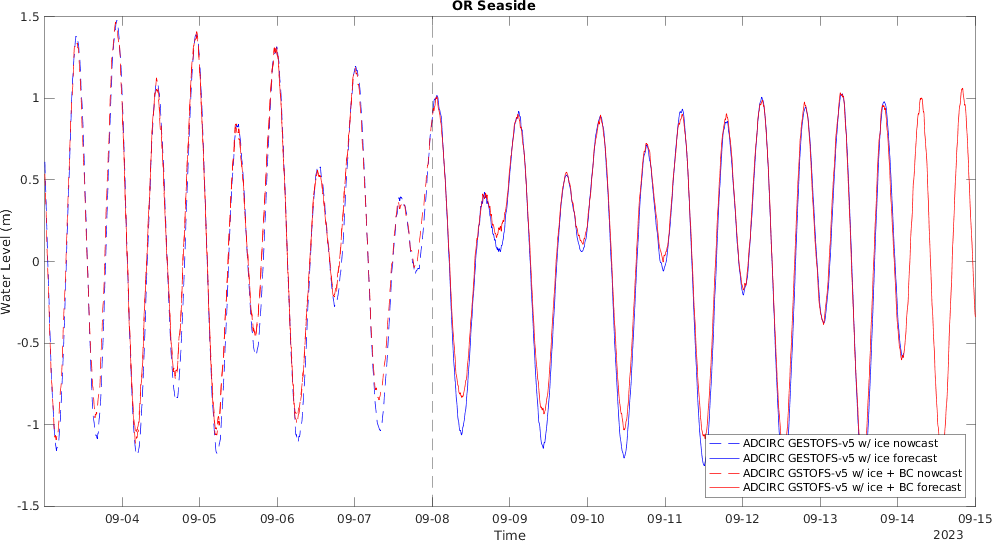 OR Seaside
1.5
1
0.5
0
-0.5
-1
-1.5
Water Level (m)
ADCIRC GESTOFS-v5 w/ ice nowcast
ADCIRC GESTOFS-v5 w/ ice forecast
ADCIRC GSTOFS-v5 w/ ice + BC nowcast
ADCIRC GSTOFS-v5 w/ ice + BC forecast
09-04 09-05 09-06 09-07 09-08 09-09 09-10 09-11 09-12 09-13 09-14 09-15
Time
2023